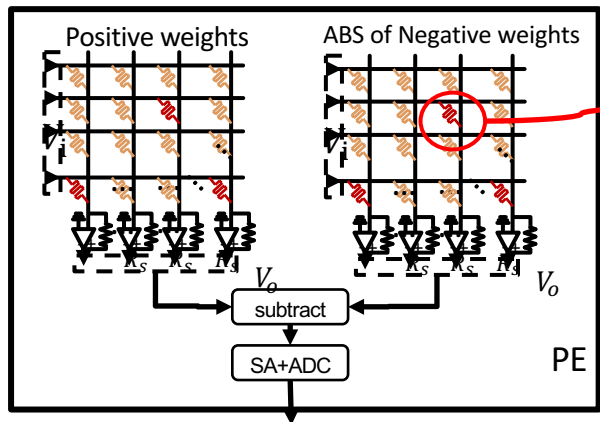 Positive weights
ABS of Negative weights
Vi
Vi
Rs Rs Rs
Rs Rs Rs
Vo
Vo
subtract
SA+ADC
PE